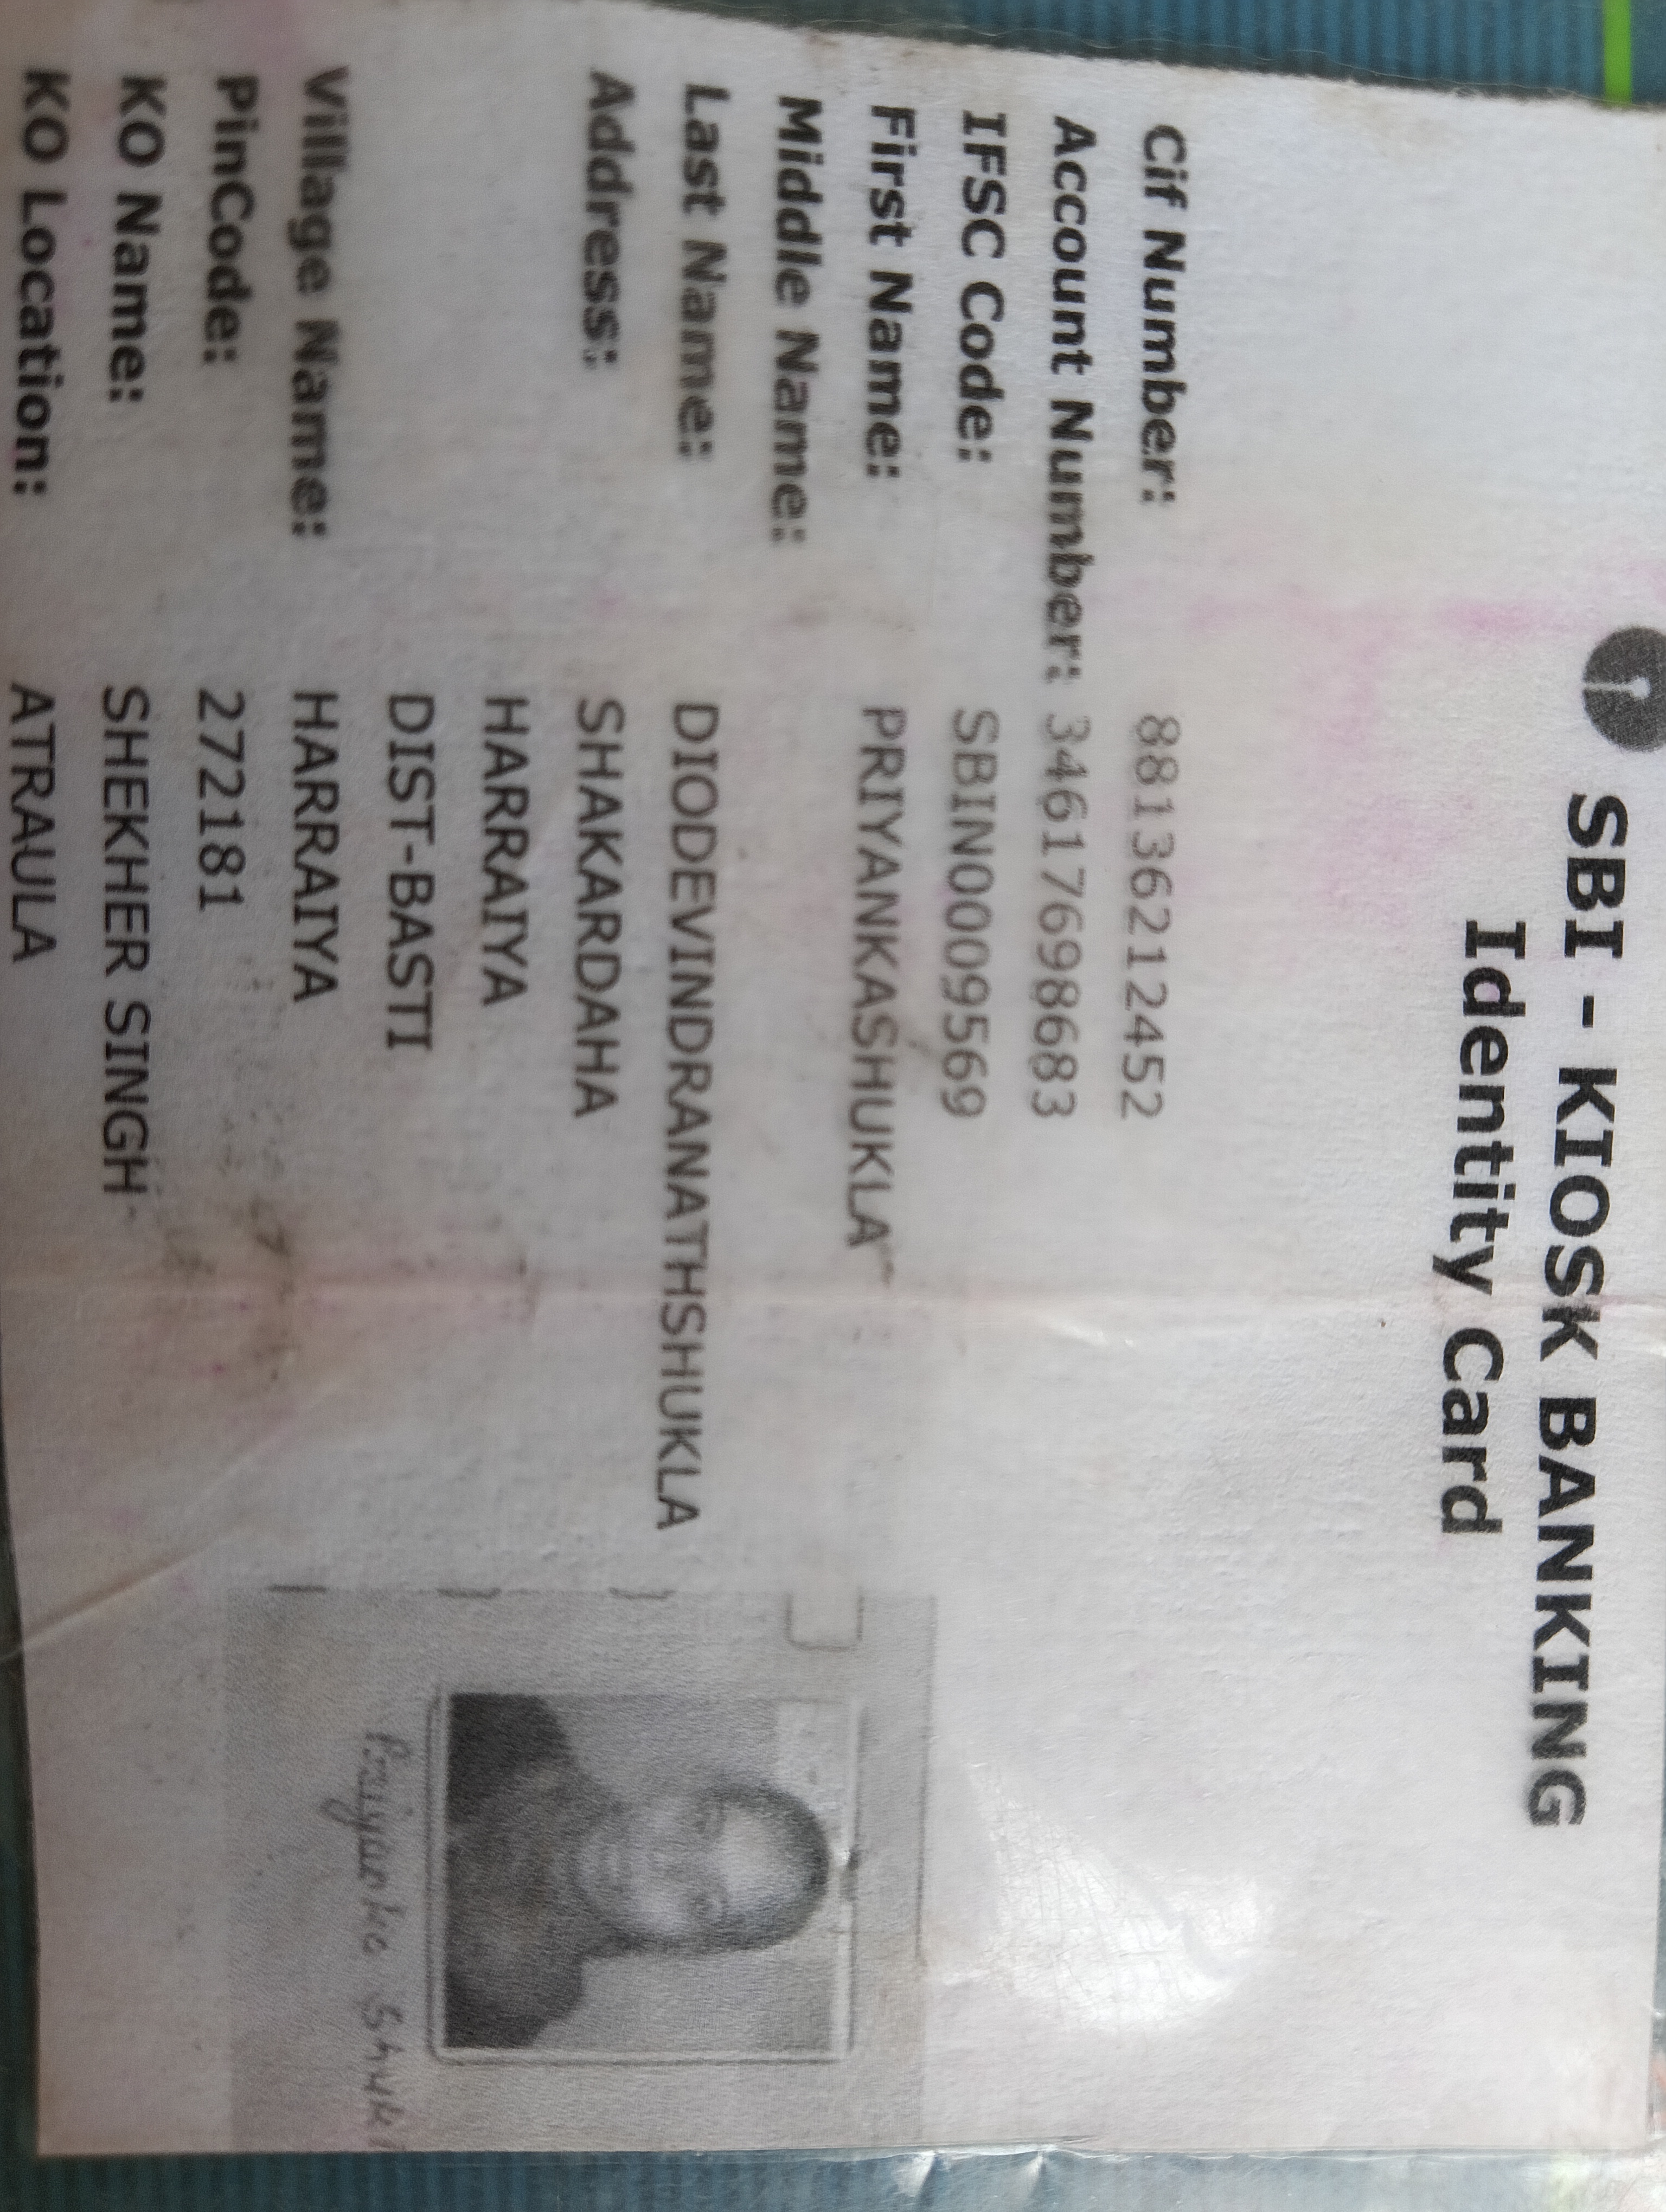 SBI - KIOSK BANKING
Identity Card
Cif Number: 88136212452
Account Number: 34617698683
IFSC Code: SBIN0009569
First Name: PRIYANKASHUKLA
Middle Name:
Last Name: DIODEVINDRANATHSHUKLA
Address: SHAKARDAHA
HARRAIYA
DIST-BASTI
Priyanka Shukl
Village Name: HARRAIYA
PinCode: 272181
KO Name: SHEKHER SINGH
KO Location: ATRAULA